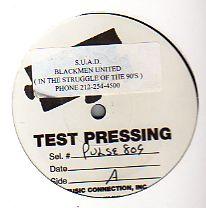 S.U.A.D.
BLACKMEN UNITED
( IN THE STRUGGLE OF THE 90'S )
PHONE 212-254-4500
TEST PRESSING
Sel. # PULSE 809
Date
Side A
MUSIC CONNECTION, INC.